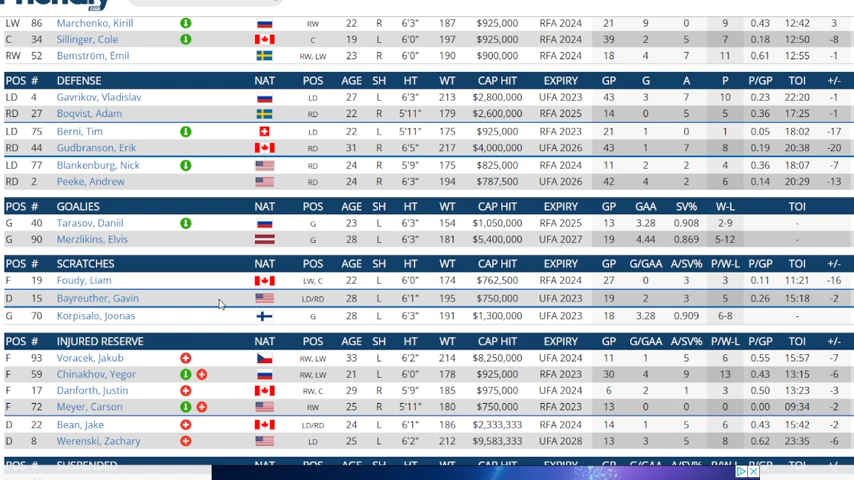 Friendly
LW 86 Marchenko, Kirill RW 22 R 6'3" 187 $925,000 RFA 2024 21 9 0 9 0.43 12:42 3
C 34 Sillinger, Cole C 19 L 6'0" 197 $925,000 RFA 2024 39 2 5 7 0.18 12:50 -8
RW 52 Bemström, Emil RW, LW 23 R 6'0" 190 $900,000 RFA 2023 18 4 7 11 0.61 12:55 -1
POS # DEFENSE NAT POS AGE SH HT WT CAP HIT EXPIRY GP G A P P/GP TOI +/-
LD 4 Gavrikov, Vladislav LD 27 L 6'3" 213 $2,800,000 UFA 2023 43 3 7 10 0.23 22:20 -1
RD 27 Boqvist, Adam RD 22 R 5'11" 179 $2,600,000 RFA 2025 14 0 5 5 0.36 17:25 -1
LD 75 Berni, Tim LD 22 L 5'11" 175 $925,000 RFA 2023 21 1 0 1 0.05 18:02 -17
RD 44 Gudbranson, Erik RD 31 R 6'5" 217 $4,000,000 UFA 2026 43 1 7 8 0.19 20:38 -20
LD 77 Blankenburg, Nick RD 24 R 5'9" 175 $825,000 RFA 2024 11 2 2 4 0.36 18:07 -7
RD 2 Peeke, Andrew RD 24 R 6'3" 194 $787,500 UFA 2026 42 4 2 6 0.14 20:29 -13
POS # GOALIES NAT POS AGE SH HT WT CAP HIT EXPIRY GP GAA SV% W-L TOI
G 40 Tarasov, Daniil G 23 L 6'3" 154 $1,050,000 RFA 2025 13 3.28 0.908 2-9 -
G 90 Merzlikins, Elvis G 28 L 6'3" 181 $5,400,000 UFA 2027 19 4.44 0.869 5-12 -
POS # SCRATCHES NAT POS AGE SH HT WT CAP HIT EXPIRY GP G/GAA A/SV% P/W-L P/GP TOI +/-
F 19 Foudy, Liam LW, C 22 L 6'0" 174 $762,500 RFA 2024 27 0 3 3 0.11 11:21 -16
D 15 Bayreuther, Gavin LD/RD 28 L 6'1" 195 $750,000 UFA 2023 19 2 3 5 0.26 15:18 -2
G 70 Korpisalo, Joonas G 28 L 6'3" 191 $1,300,000 UFA 2023 18 3.28 0.909 6-8 -
POS # INJURED RESERVE NAT POS AGE SH HT WT CAP HIT EXPIRY GP G/GAA A/SV% P/W-L P/GP TOI +/-
F 93 Voracek, Jakub RW, LW 33 L 6'2" 214 $8,250,000 UFA 2024 11 1 5 6 0.55 15:57 -7
F 59 Chinakhov, Yegor RW, LW 21 L 6'0" 178 $925,000 RFA 2024 30 4 9 13 0.43 13:15 -6
F 17 Danforth, Justin RW, C 29 R 5'9" 185 $975,000 UFA 2024 6 2 1 3 0.50 13:23 -3
F 72 Meyer, Carson RW 25 R 5'11" 180 $750,000 RFA 2023 13 0 0 0 0.00 09:34 -2
D 22 Bean, Jake LD/RD 24 L 6'1" 186 $2,333,333 RFA 2024 14 1 5 6 0.43 15:42 -2
D 8 Werenski, Zachary LD 25 L 6'2" 212 $9,583,333 UFA 2028 13 3 5 8 0.62 23:35 -6
POS # SUSPENDED NAT POS AGE SH HT WT CAP HIT EXPIRY GP G/GAA A/SV% P/W-L P/GP TOI +/-